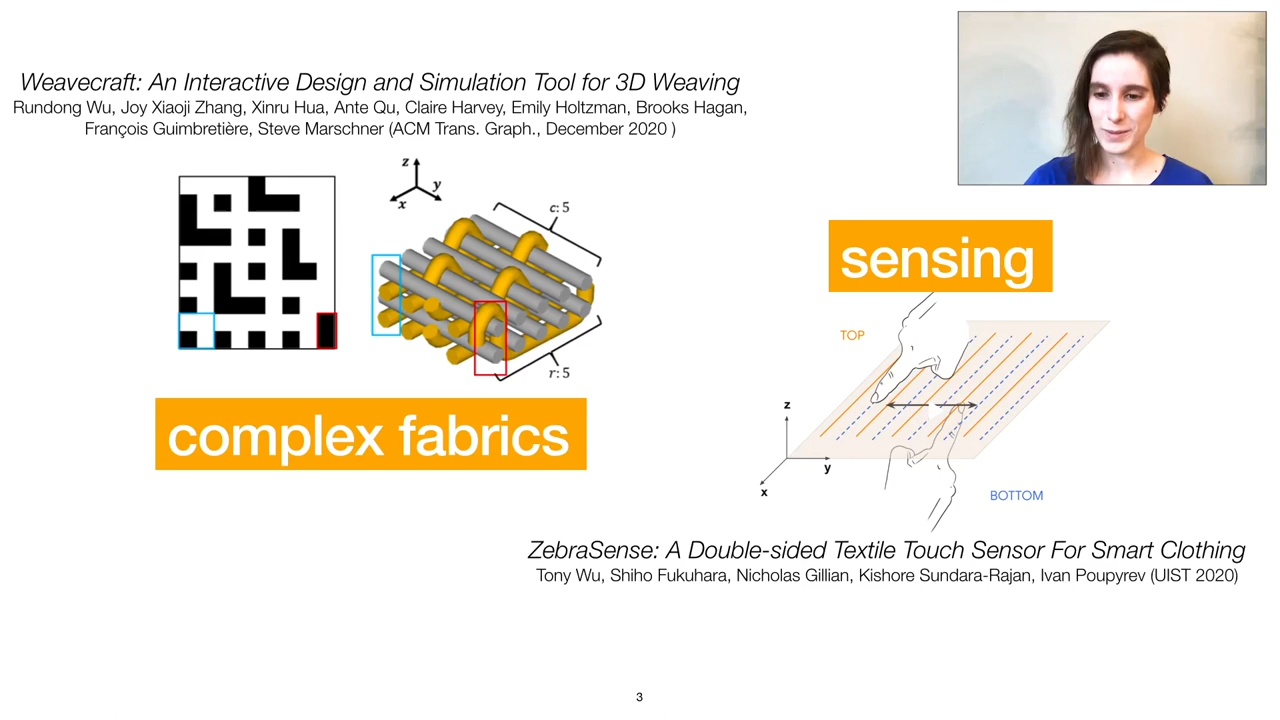 Weavecraft: An Interactive Design and Simulation Tool for 3D Weaving
Rundong Wu, Joy Xiaoji Zhang, Xinru Hua, Ante Qu, Claire Harvey, Emily Holtzman, Brooks Hagan,
François Guimbretière, Steve Marschner (ACM Trans. Graph., December 2020 )
z
y
x
c: 5
r: 5
complex fabrics
sensing
TOP
z
y
x
BOTTOM
ZebraSense: A Double-sided Textile Touch Sensor For Smart Clothing
Tony Wu, Shiho Fukuhara, Nicholas Gillian, Kishore Sundara-Rajan, Ivan Poupyrev (UIST 2020)
3